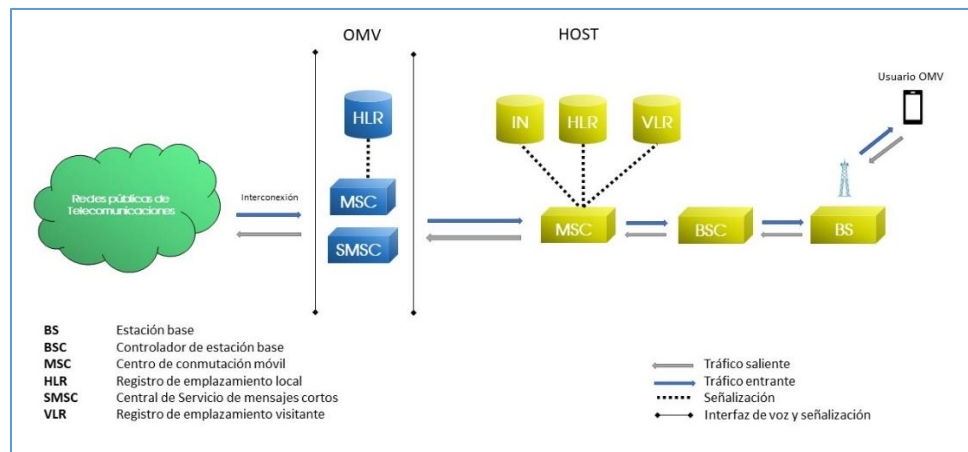 OMV
HOST
Usuario OMV
HLR
IN
HLR
VLR
Redes públicas de
Telecomunicaciones
Interconexión
MSC
SMSC
MSC
BSC
BS
BS Estación base
BSC Controlador de estación base
MSC Centro de conmutación móvil
HLR Registro de emplazamiento local
SMSC Central de Servicio de mensajes cortos
VLR Registro de emplazamiento visitante
Tráfico saliente
Tráfico entrante
Señalización
Interfaz de voz y señalización